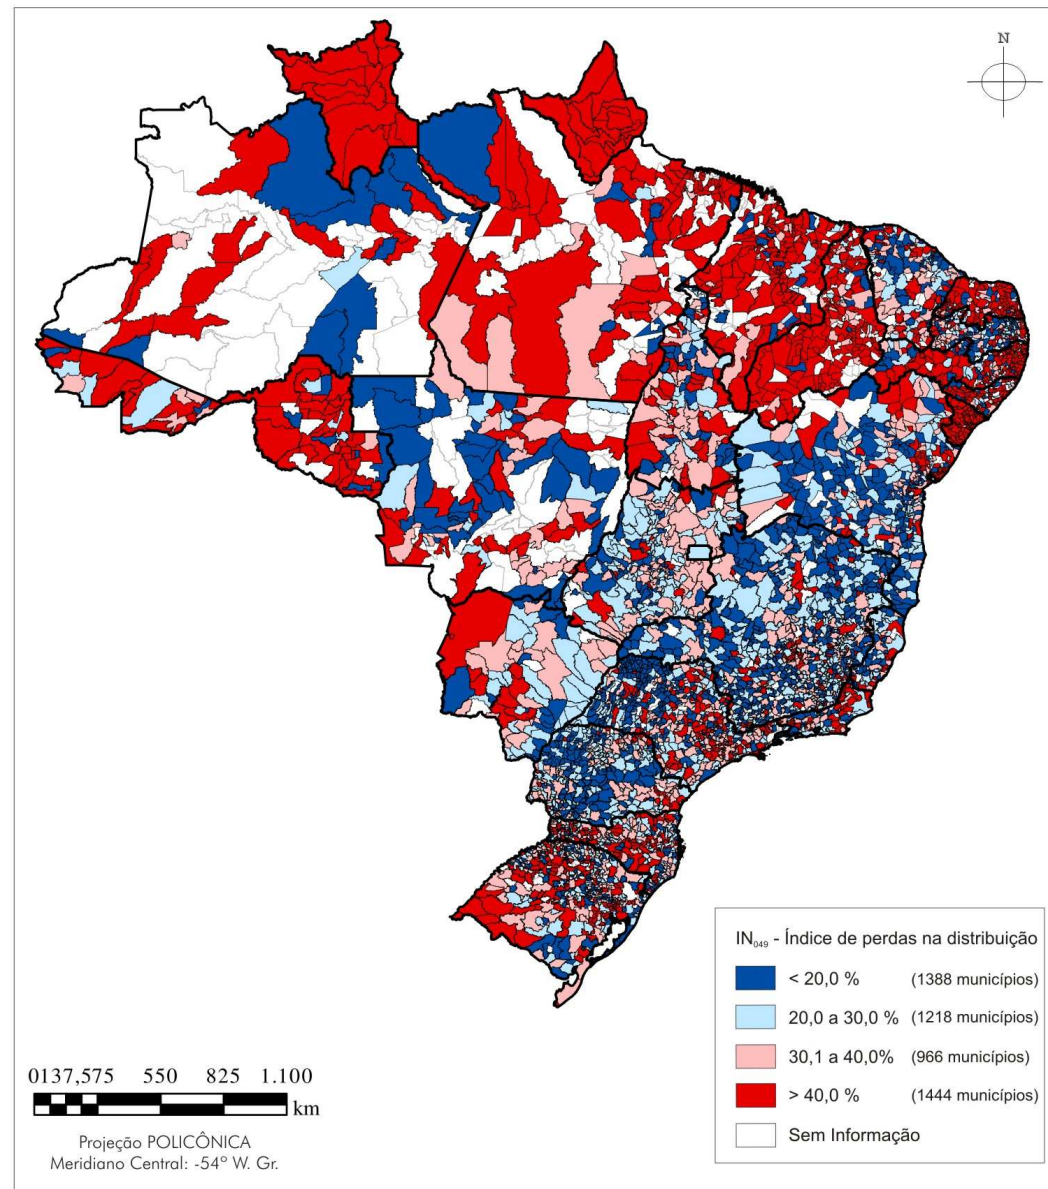 N
IN049 - Índice de perdas na distribuição
< 20,0 % (1388 municípios)
20,0 a 30,0 % (1218 municípios)
30,1 a 40,0% (966 municípios)
> 40,0 % (1444 municípios)
Sem Informação
0137,575 550 825 1.100
km
Projeção POLICÔNICA
Meridiano Central: -54º W. Gr.